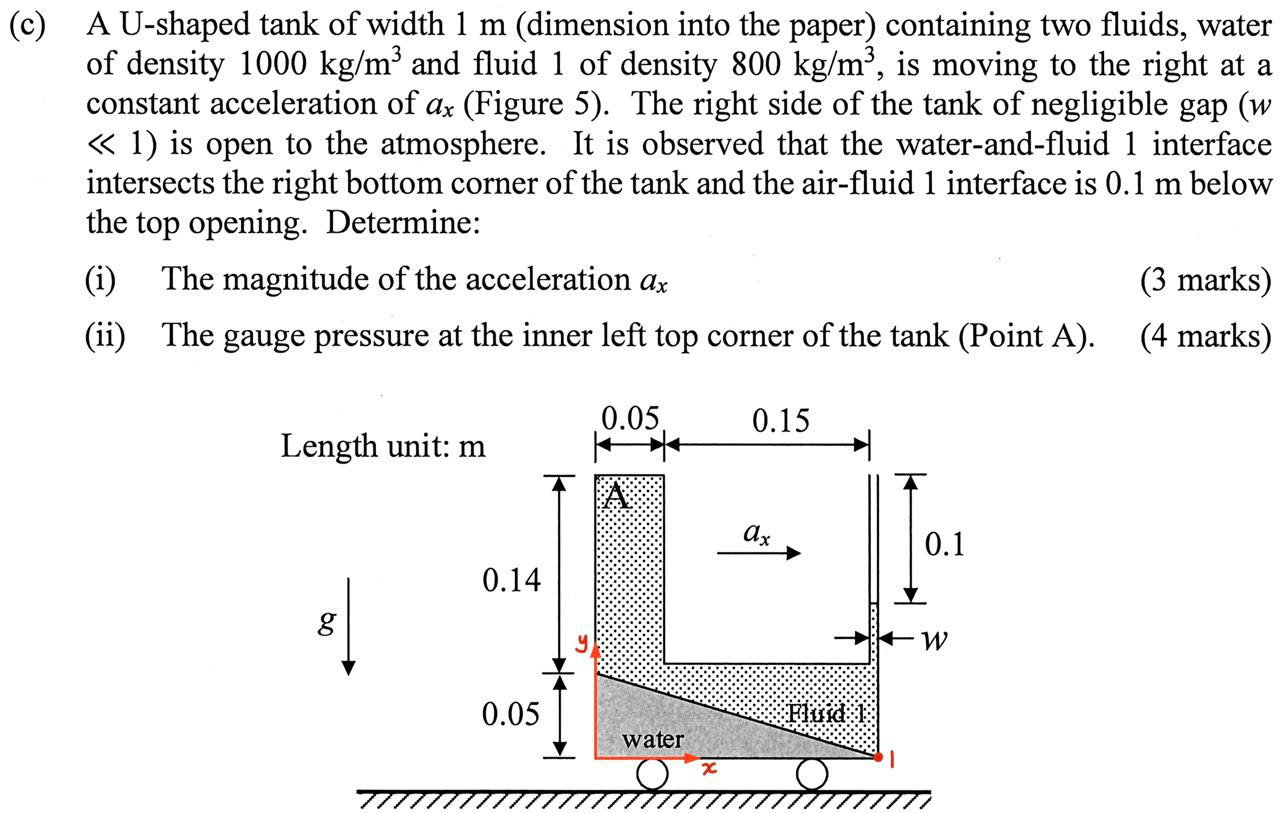 (c) A U-shaped tank of width 1 m (dimension into the paper) containing two fluids, water
of density 1000 kg/m³ and fluid 1 of density 800 kg/m³, is moving to the right at a
constant acceleration of aₓ (Figure 5). The right side of the tank of negligible gap (w
≪ 1) is open to the atmosphere. It is observed that the water-and-fluid 1 interface
intersects the right bottom corner of the tank and the air-fluid 1 interface is 0.1 m below
the top opening. Determine:
(i) The magnitude of the acceleration aₓ (3 marks)
(ii) The gauge pressure at the inner left top corner of the tank (Point A). (4 marks)
Length unit: m
0.05
0.15
A
aₓ
0.1
0.14
g
y
w
0.05
Fluid 1
water
x
1